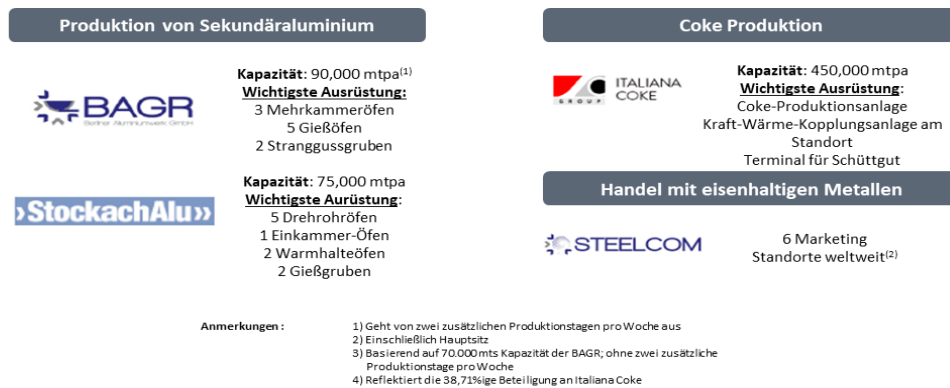 Produktion von Sekundäraluminium
BAGR
Berliner Aluminiumwerk GmbH
Kapazität: 90,000 mtpa(1)
Wichtigste Ausrüstung:
3 Mehrkammeröfen
5 Gießöfen
2 Stranggussgruben
›StockachAlu»
Kapazität: 75,000 mtpa
Wichtigste Aurüstung:
5 Drehrohröfen
1 Einkammer-Öfen
2 Warmhalteöfen
2 Gießgruben
Coke Produktion
GROUP
ITALIANA
COKE
Kapazität: 450,000 mtpa
Wichtigste Ausrüstung:
Coke-Produktionsanlage
Kraft-Wärme-Kopplungsanlage am
Standort
Terminal für Schüttgut
Handel mit eisenhaltigen Metallen
STEELCOM
6 Marketing
Standorte weltweit(2)
Anmerkungen :
1) Geht von zwei zusätzlichen Produktionstagen pro Woche aus
2) Einschließlich Hauptsitz
3) Basierend auf 70.000 mts Kapazität der BAGR; ohne zwei zusätzliche
Produktionstage pro Woche
4) Reflektiert die 38,71%ige Beteiligung an Italiana Coke